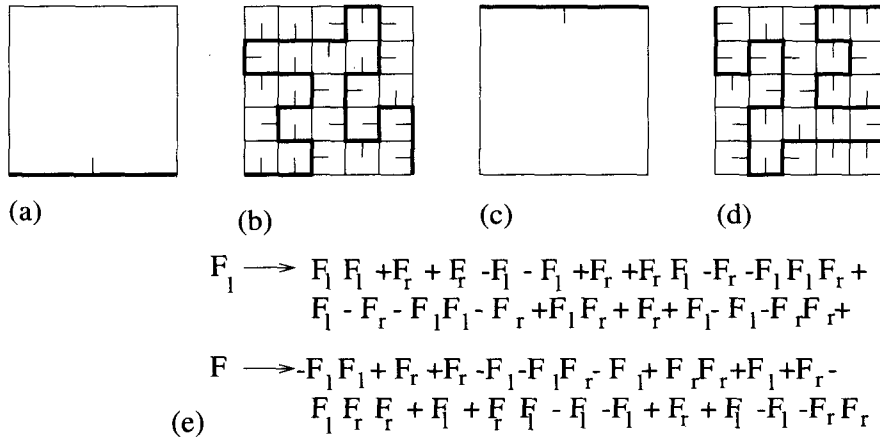 (a)
(b)
(c)
(d)
F_l → F_l F_l +F_r + F_r -F_l - F_l +F_r +F_r F_l -F_r -F_l F_l F_r +
F_l - F_r - F_l F_l - F_r +F_l F_r + F_r + F_l - F_l -F_r F_r +
F → -F_l F_l + F_r +F_r -F_l -F_l F_r - F_l + F_r F_r +F_l +F_r -
F_l F_r F_r + F_l + F_r F_l - F_l -F_l + F_r + F_l -F_l -F_r F_r
(e)